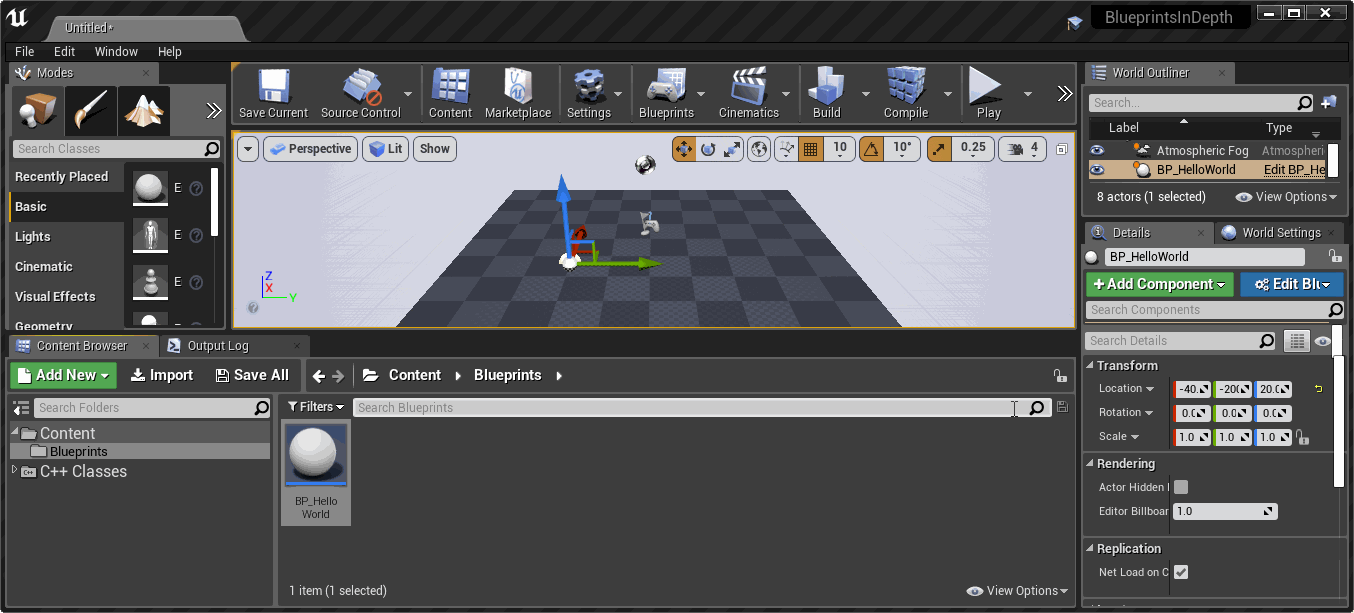 Untitled*
BlueprintsInDepth
File Edit Window Help
Modes
Search Classes
Recently Placed
Basic
Lights
Cinematic
Visual Effects
Geometry
E
E
E
Save Current
Source Control
Content
Marketplace
Settings
Blueprints
Cinematics
Build
Compile
Play
Perspective
Lit
Show
10
10°
0.25
4
Z
X
Y
World Outliner
Search...
Label Type
Atmospheric Fog Atmospheri
BP_HelloWorld Edit BP_He
8 actors (1 selected) View Options
Details
World Settings
BP_HelloWorld
+Add Component
Edit Blu
Search Components
Search Details
Transform
Location -40. -20( 20.0
Rotation 0.( 0.( 0.(
Scale 1.0 1.0 1.0
Rendering
Actor Hidden I
Editor Billboar 1.0
Replication
Net Load on C
Content Browser
Output Log
Add New
Import
Save All
Content
Blueprints
Search Folders
Content
Blueprints
C++ Classes
Filters
Search Blueprints
BP_Hello
World
1 item (1 selected)
View Options